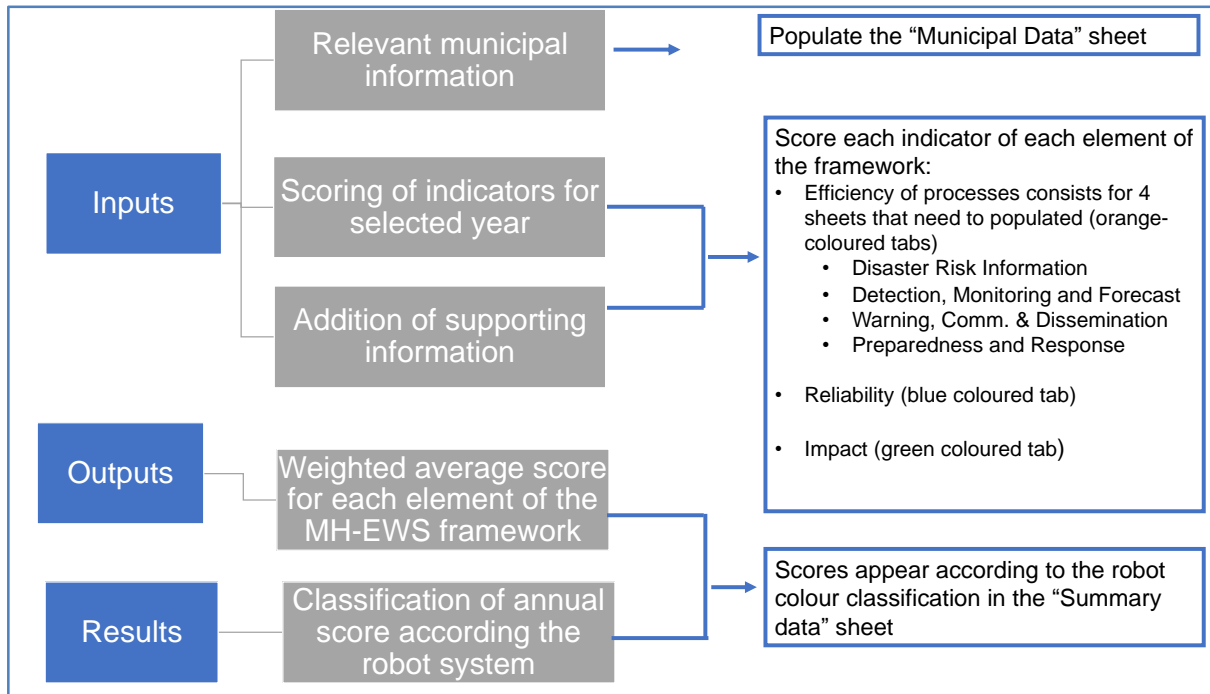 Inputs
Relevant municipal
information
Populate the “Municipal Data” sheet
Scoring of indicators for
selected year
Addition of supporting
information
Score each indicator of each element of
the framework:
• Efficiency of processes consists for 4
sheets that need to populated (orange-
coloured tabs)
• Disaster Risk Information
• Detection, Monitoring and Forecast
• Warning, Comm. & Dissemination
• Preparedness and Response
• Reliability (blue coloured tab)
• Impact (green coloured tab)
Outputs
Weighted average score
for each element of the
MH-EWS framework
Results
Classification of annual
score according the
robot system
Scores appear according to the robot
colour classification in the “Summary
data” sheet